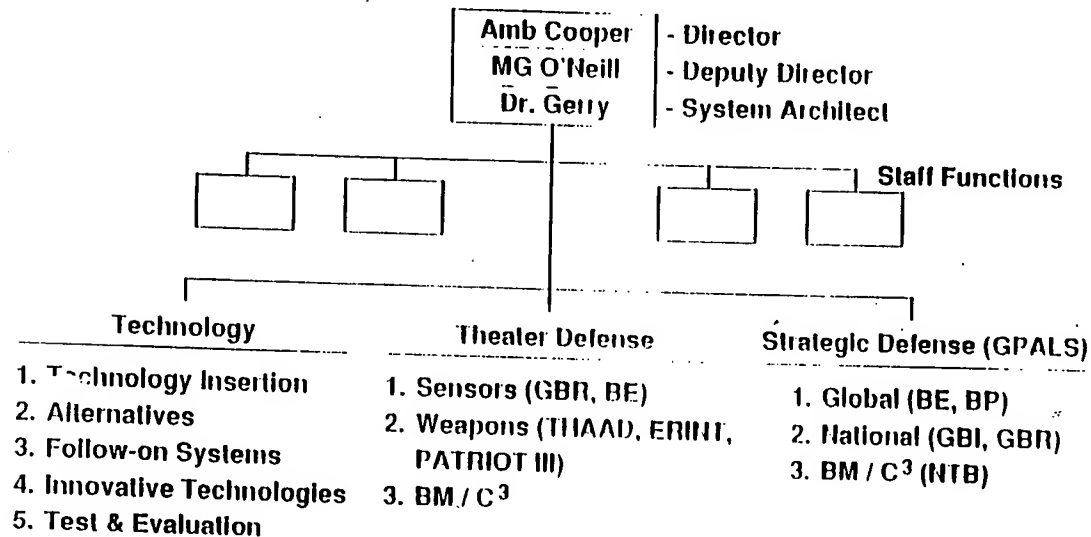 Amb Cooper - Director
MG O'Neill - Deputy Director
Dr. Gerry - System Architect
Staff Functions
Technology
1. Technology Insertion
2. Alternatives
3. Follow-on Systems
4. Innovative Technologies
5. Test & Evaluation
Theater Defense
1. Sensors (GBR, BE)
2. Weapons (THAAD, ERINT,
PATRIOT III)
3. BM / C³
Strategic Defense (GPALS)
1. Global (BE, BP)
2. National (GBI, GBR)
3. BM / C³ (NTB)